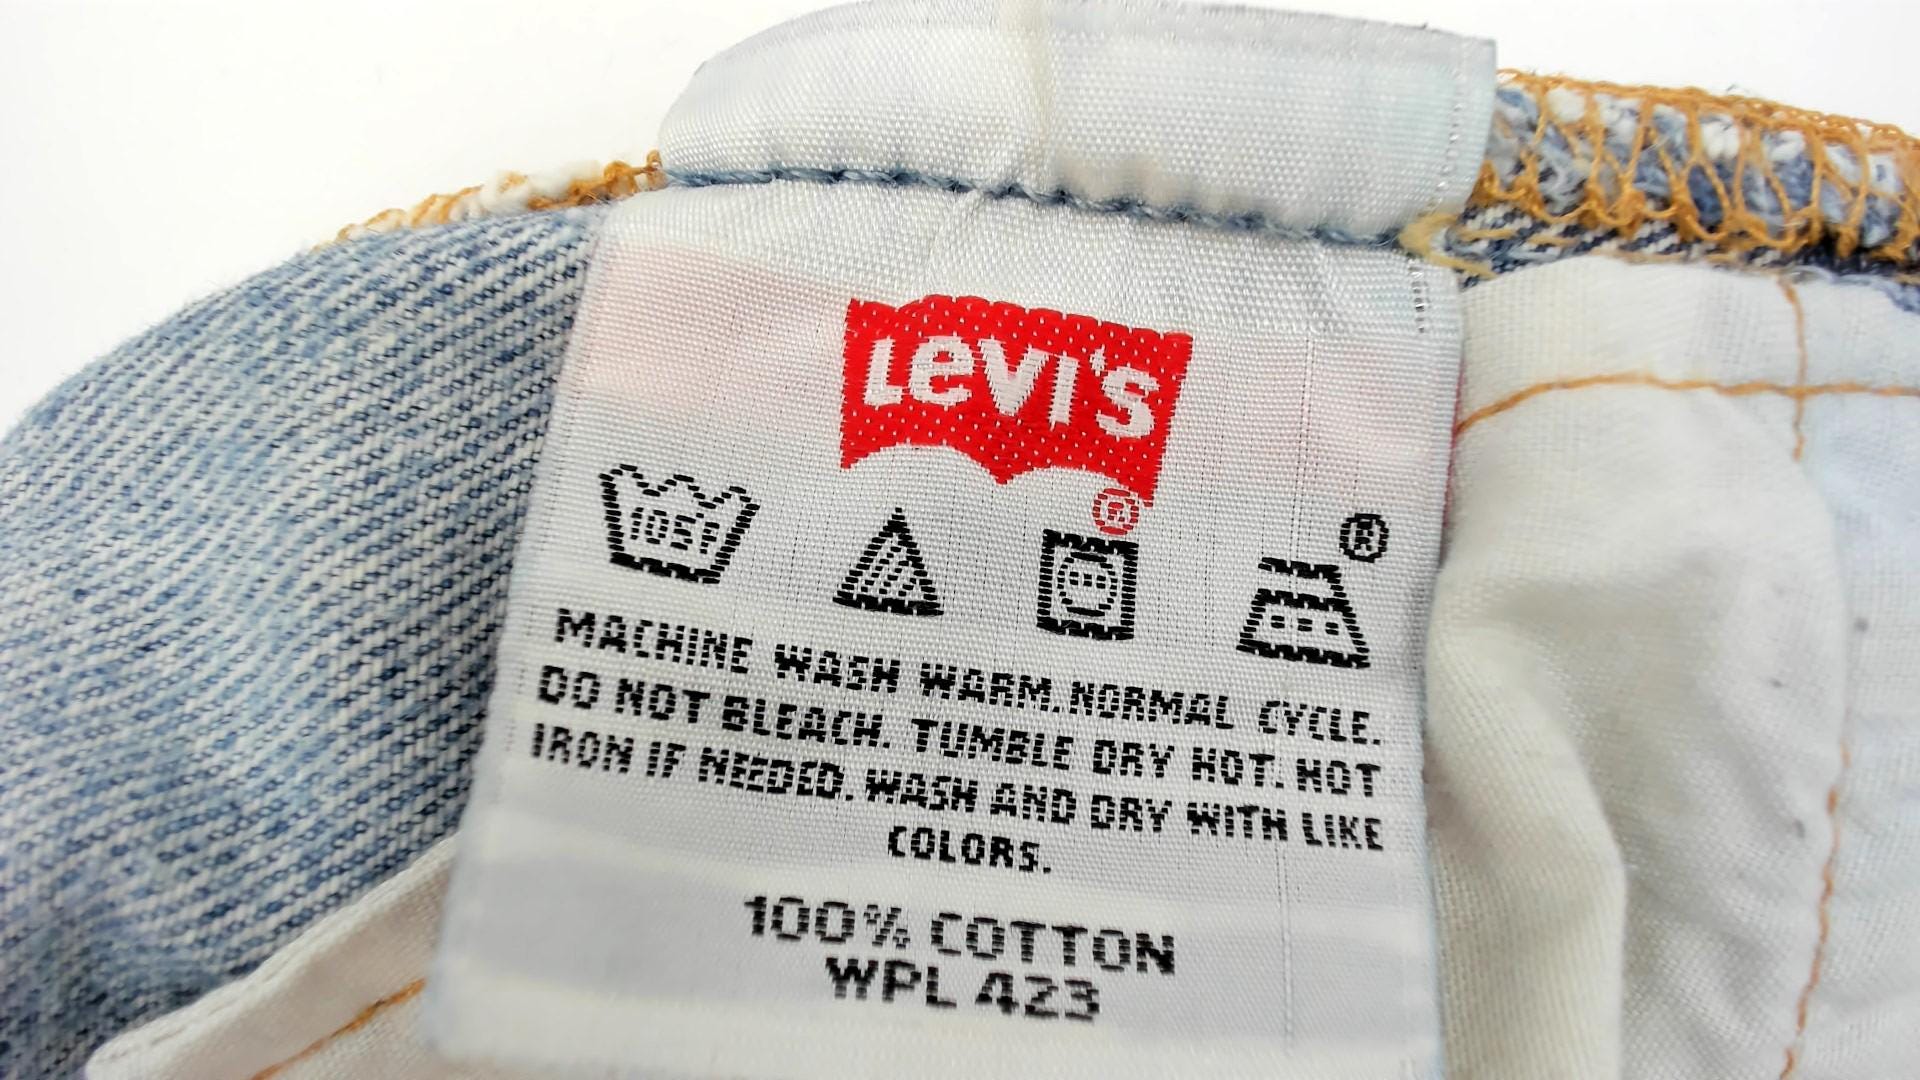 LEVI'S
®
105F
®
MACHINE WASH WARM. NORMAL CYCLE.
DO NOT BLEACH. TUMBLE DRY HOT. HOT
IRON IF NEEDED. WASH AND DRY WITH LIKE
COLORS.
100% COTTON
WPL 423